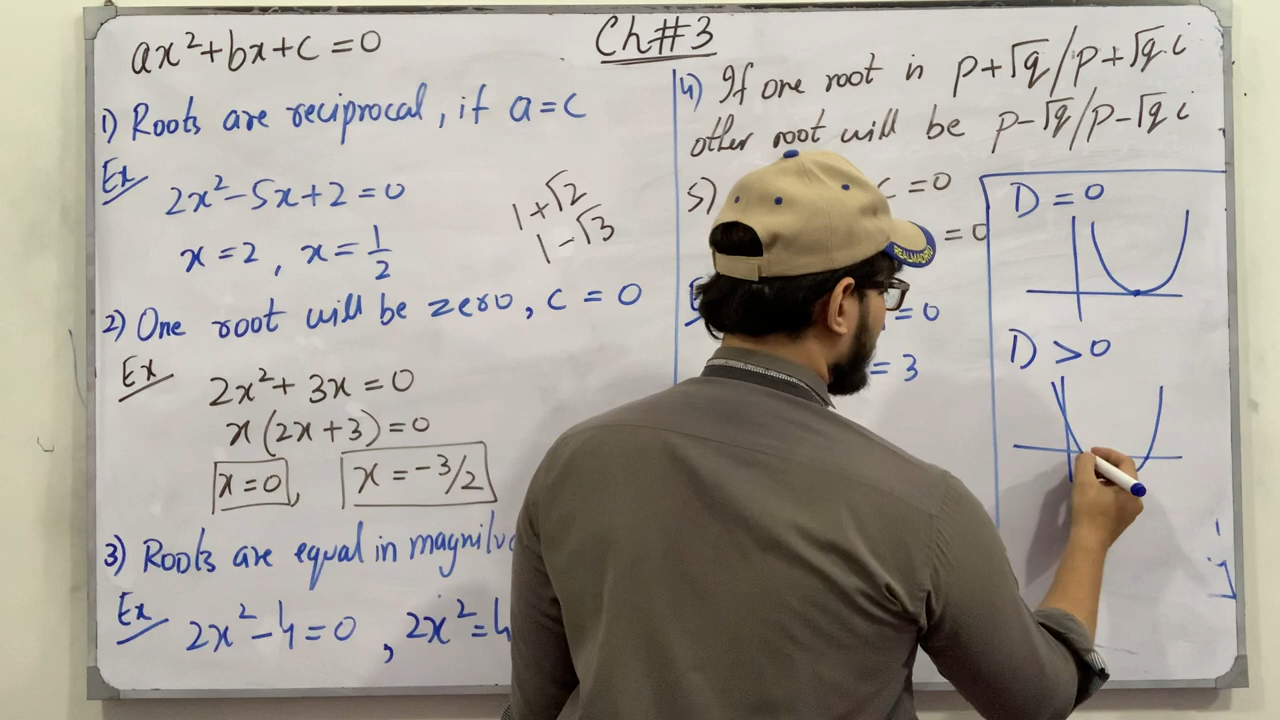 Ch#3
ax²+bx+c=0
1) Roots are reciprocal, if a=c
Ex
2x²-5x+2=0
x=2, x=1/2
1+√2
1-√3
2) One root will be zero, c=0
Ex
2x²+3x=0
x(2x+3)=0
x=0, x=-3/2
3) Roots are equal in
Ex
2x²-4=0, 2x²=4
4) If one root is p+√q/p+√q i
other root will be p-√q/p-√q i
5) c=0
=0
=0
=3
D=0
D>0
REALMADRID